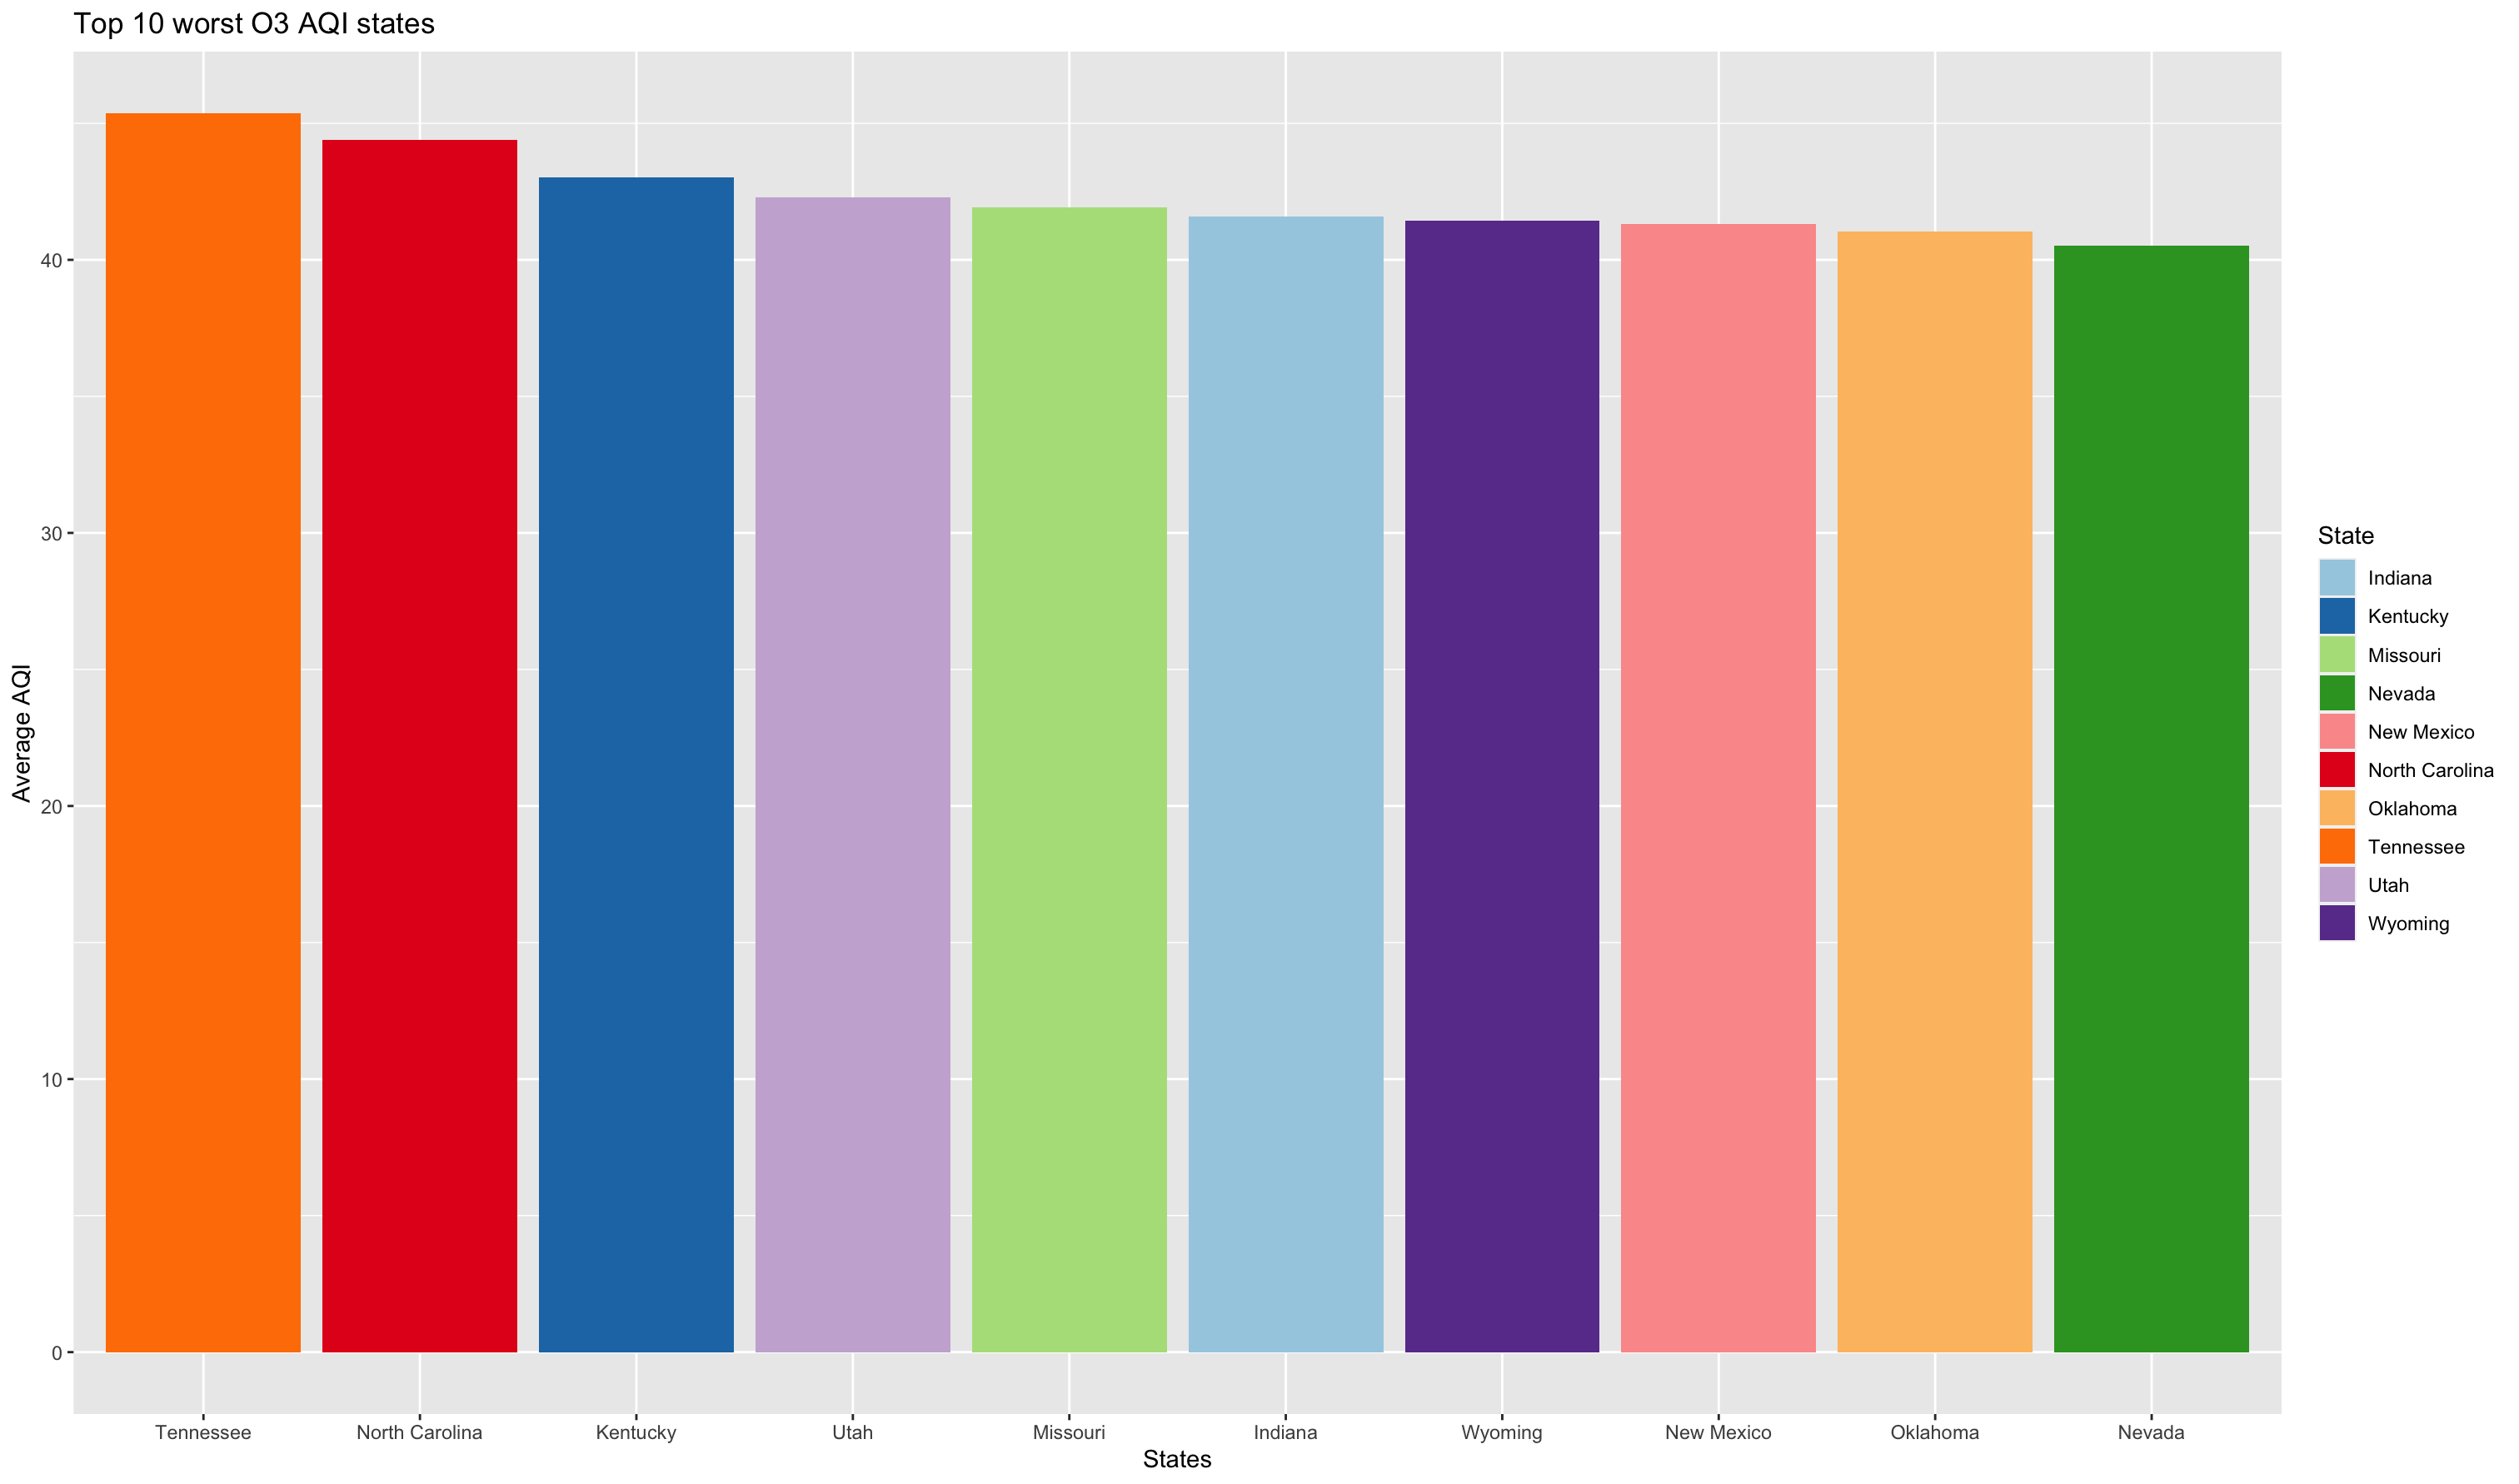 Top 10 worst O3 AQI states
Average AQI
40
30
20
10
0
Tennessee North Carolina Kentucky Utah Missouri Indiana Wyoming New Mexico Oklahoma Nevada
States
State
Indiana
Kentucky
Missouri
Nevada
New Mexico
North Carolina
Oklahoma
Tennessee
Utah
Wyoming